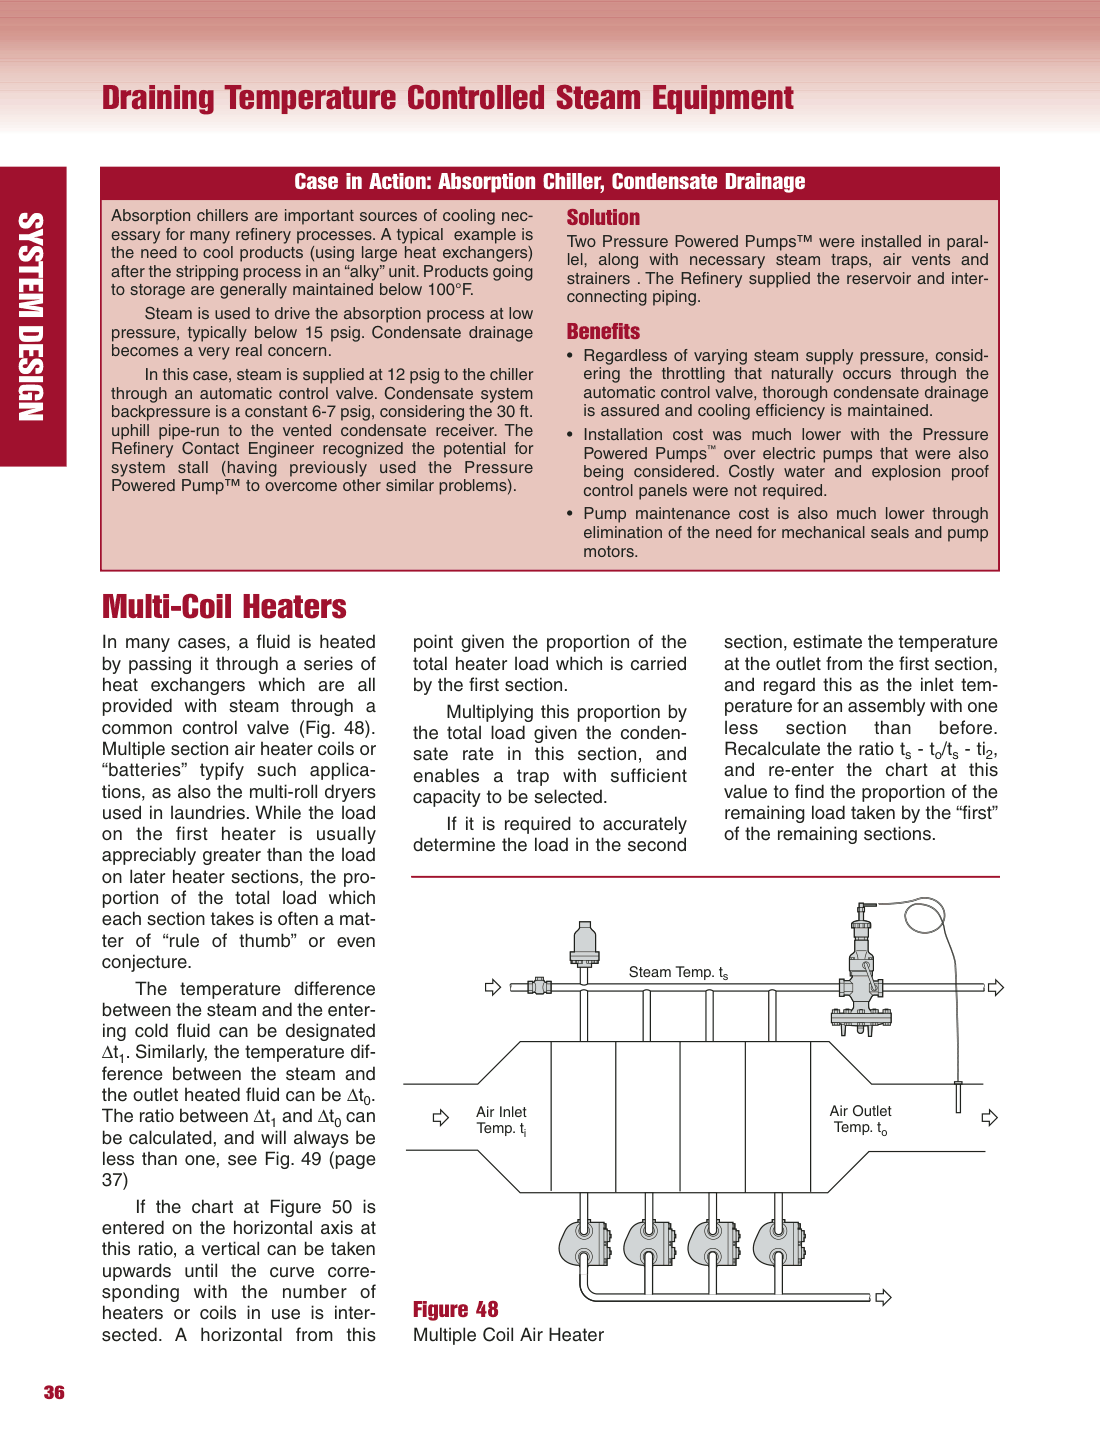 Draining Temperature Controlled Steam Equipment
SYSTEM DESIGN
Case in Action: Absorption Chiller, Condensate Drainage
Absorption chillers are important sources of cooling nec-
essary for many refinery processes. A typical example is
the need to cool products (using large heat exchangers)
after the stripping process in an “alky” unit. Products going
to storage are generally maintained below 100°F.
Steam is used to drive the absorption process at low
pressure, typically below 15 psig. Condensate drainage
becomes a very real concern.
In this case, steam is supplied at 12 psig to the chiller
through an automatic control valve. Condensate system
backpressure is a constant 6-7 psig, considering the 30 ft.
uphill pipe-run to the vented condensate receiver. The
Refinery Contact Engineer recognized the potential for
system stall (having previously used the Pressure
Powered Pump™ to overcome other similar problems).
Solution
Two Pressure Powered Pumps™ were installed in paral-
lel, along with necessary steam traps, air vents and
strainers . The Refinery supplied the reservoir and inter-
connecting piping.
Benefits
• Regardless of varying steam supply pressure, consid-
ering the throttling that naturally occurs through the
automatic control valve, thorough condensate drainage
is assured and cooling efficiency is maintained.
• Installation cost was much lower with the Pressure
Powered Pumps™ over electric pumps that were also
being considered. Costly water and explosion proof
control panels were not required.
• Pump maintenance cost is also much lower through
elimination of the need for mechanical seals and pump
motors.
Multi-Coil Heaters
In many cases, a fluid is heated
by passing it through a series of
heat exchangers which are all
provided with steam through a
common control valve (Fig. 48).
Multiple section air heater coils or
“batteries” typify such applica-
tions, as also the multi-roll dryers
used in laundries. While the load
on the first heater is usually
appreciably greater than the load
on later heater sections, the pro-
portion of the total load which
each section takes is often a mat-
ter of “rule of thumb” or even
conjecture.
The temperature difference
between the steam and the enter-
ing cold fluid can be designated
∆t1. Similarly, the temperature dif-
ference between the steam and
the outlet heated fluid can be ∆t0.
The ratio between ∆t1 and ∆t0 can
be calculated, and will always be
less than one, see Fig. 49 (page
37)
If the chart at Figure 50 is
entered on the horizontal axis at
this ratio, a vertical can be taken
upwards until the curve corre-
sponding with the number of
heaters or coils in use is inter-
sected. A horizontal from this
point given the proportion of the
total heater load which is carried
by the first section.
Multiplying this proportion by
the total load given the conden-
sate rate in this section, and
enables a trap with sufficient
capacity to be selected.
If it is required to accurately
determine the load in the second
section, estimate the temperature
at the outlet from the first section,
and regard this as the inlet tem-
perature for an assembly with one
less section than before.
Recalculate the ratio ts - to/ts - ti2,
and re-enter the chart at this
value to find the proportion of the
remaining load taken by the “first”
of the remaining sections.
Steam Temp. ts
Air Inlet
Temp. ti
Air Outlet
Temp. to
Figure 48
Multiple Coil Air Heater
36